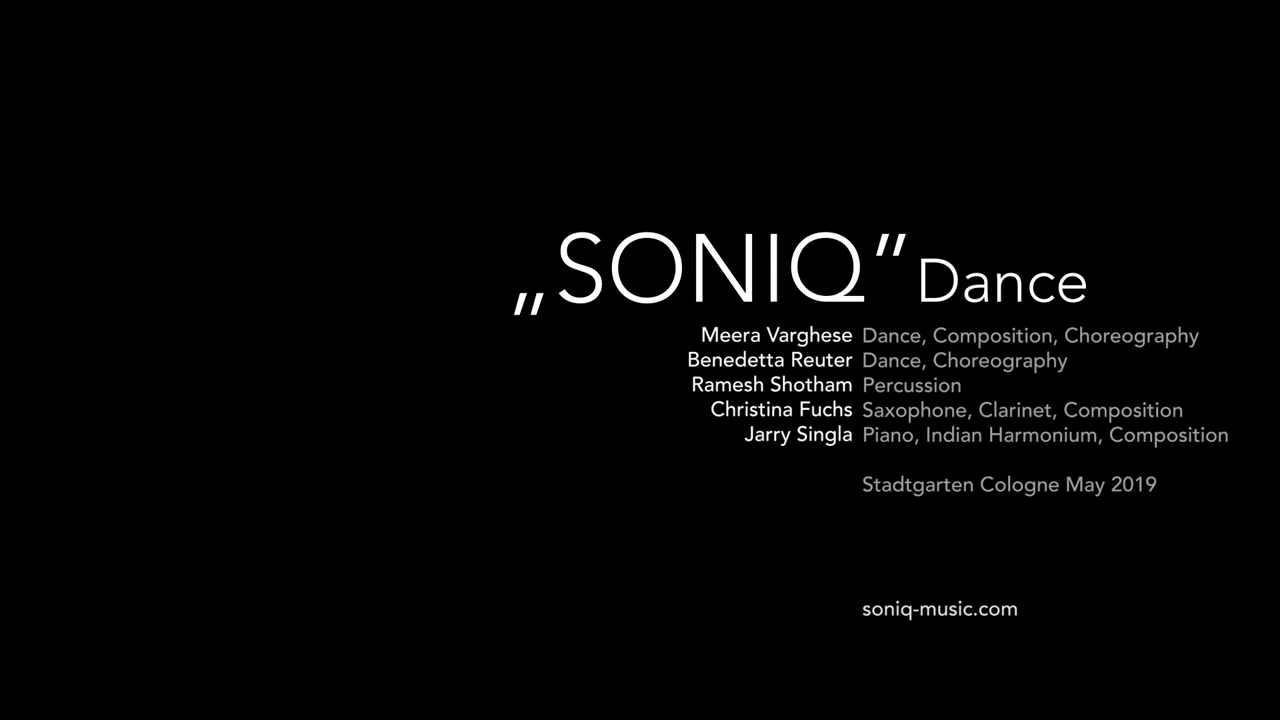 „SONIQ” Dance
Meera Varghese Dance, Composition, Choreography
Benedetta Reuter Dance, Choreography
Ramesh Shotham Percussion
Christina Fuchs Saxophone, Clarinet, Composition
Jarry Singla Piano, Indian Harmonium, Composition
Stadtgarten Cologne May 2019
soniq-music.com